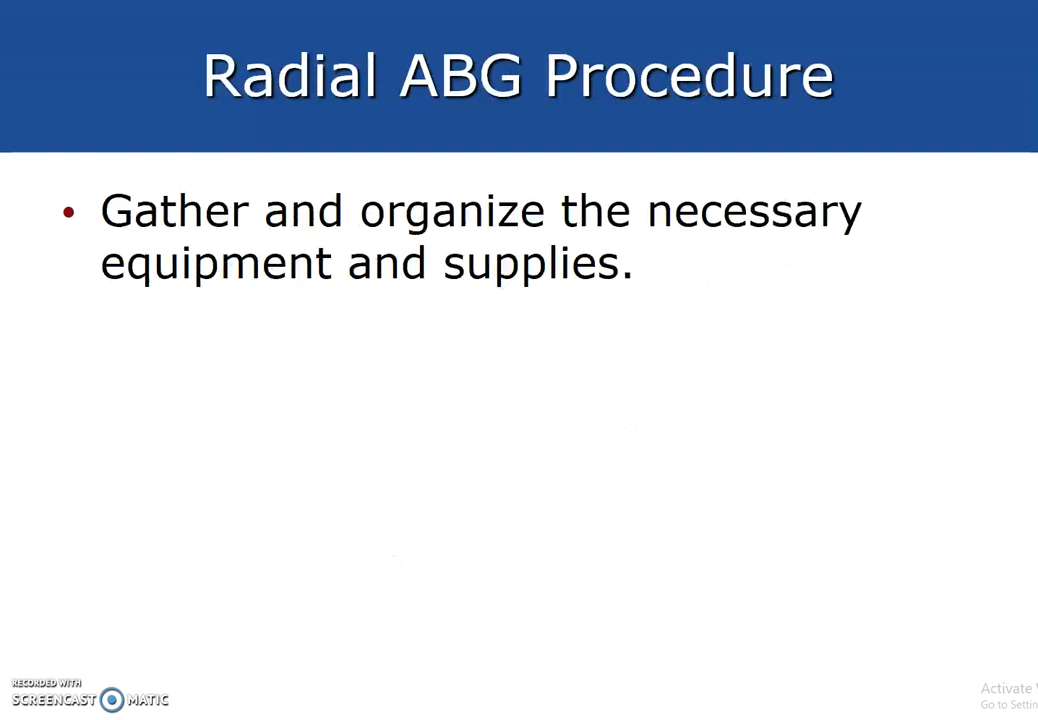 Radial ABG Procedure
• Gather and organize the necessary
equipment and supplies.
RECORDED WITH
SCREENCAST MATIC
Activate
Go to Settin